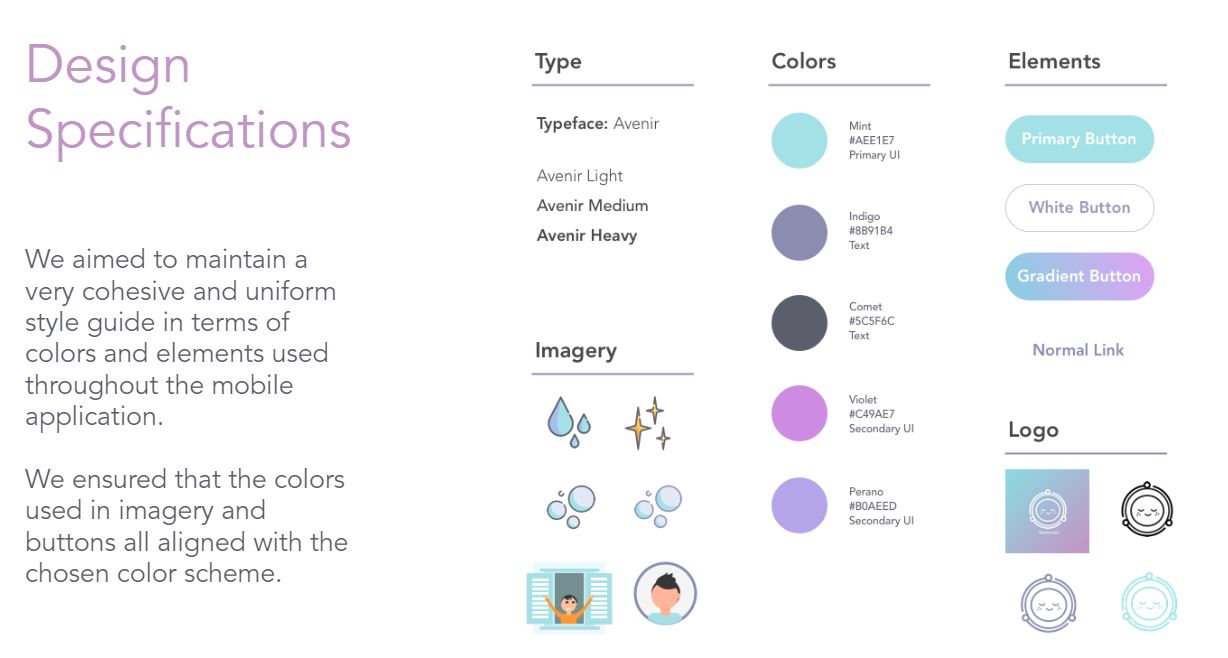 Design
Specifications
We aimed to maintain a
very cohesive and uniform
style guide in terms of
colors and elements used
throughout the mobile
application.
We ensured that the colors
used in imagery and
buttons all aligned with the
chosen color scheme.
Type
Typeface: Avenir
Avenir Light
Avenir Medium
Avenir Heavy
Imagery
Colors
Mint
#AEE1E7
Primary UI
Indigo
#8B91B4
Text
Comet
#5C5F6C
Text
Violet
#C49AE7
Secondary UI
Perano
#B0AEED
Secondary UI
Elements
Primary Button
White Button
Gradient Button
Normal Link
Logo